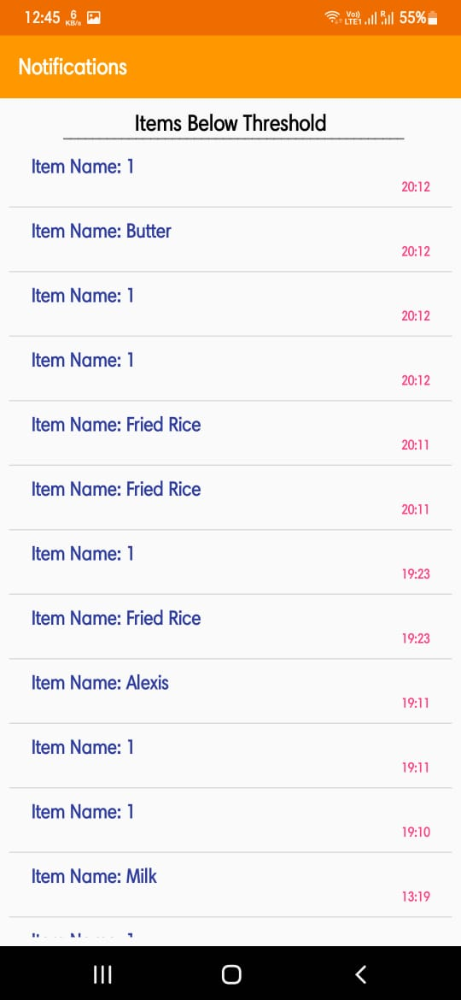 12:45 6 KB/s Vo)) LTE1 R 55%
Notifications
Items Below Threshold
Item Name: 1
20:12
Item Name: Butter
20:12
Item Name: 1
20:12
Item Name: 1
20:12
Item Name: Fried Rice
20:11
Item Name: Fried Rice
20:11
Item Name: 1
19:23
Item Name: Fried Rice
19:23
Item Name: Alexis
19:11
Item Name: 1
19:11
Item Name: 1
19:10
Item Name: Milk
13:19